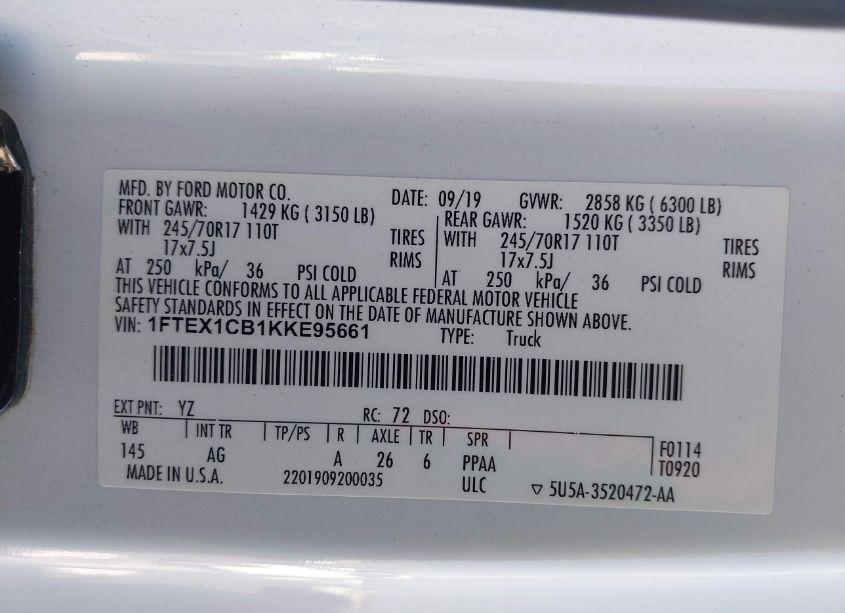 MFD. BY FORD MOTOR CO. DATE: 09/19 GVWR: 2858 KG ( 6300 LB)
FRONT GAWR: 1429 KG ( 3150 LB) REAR GAWR: 1520 KG ( 3350 LB)
WITH 245/70R17 110T TIRES WITH 245/70R17 110T TIRES
17x7.5J RIMS 17x7.5J RIMS
AT 250 kPa/ 36 PSI COLD AT 250 kPa/ 36 PSI COLD
THIS VEHICLE CONFORMS TO ALL APPLICABLE FEDERAL MOTOR VEHICLE
SAFETY STANDARDS IN EFFECT ON THE DATE OF MANUFACTURE SHOWN ABOVE.
VIN: 1FTEX1CB1KKE95661 TYPE: Truck
EXT PNT: YZ RC: 72 DSO:
WB INT TR TP/PS R AXLE TR SPR F0114
145 AG A 26 6 PPAA T0920
MADE IN U.S.A. 2201909200035 ULC ▽ 5U5A-3520472-AA